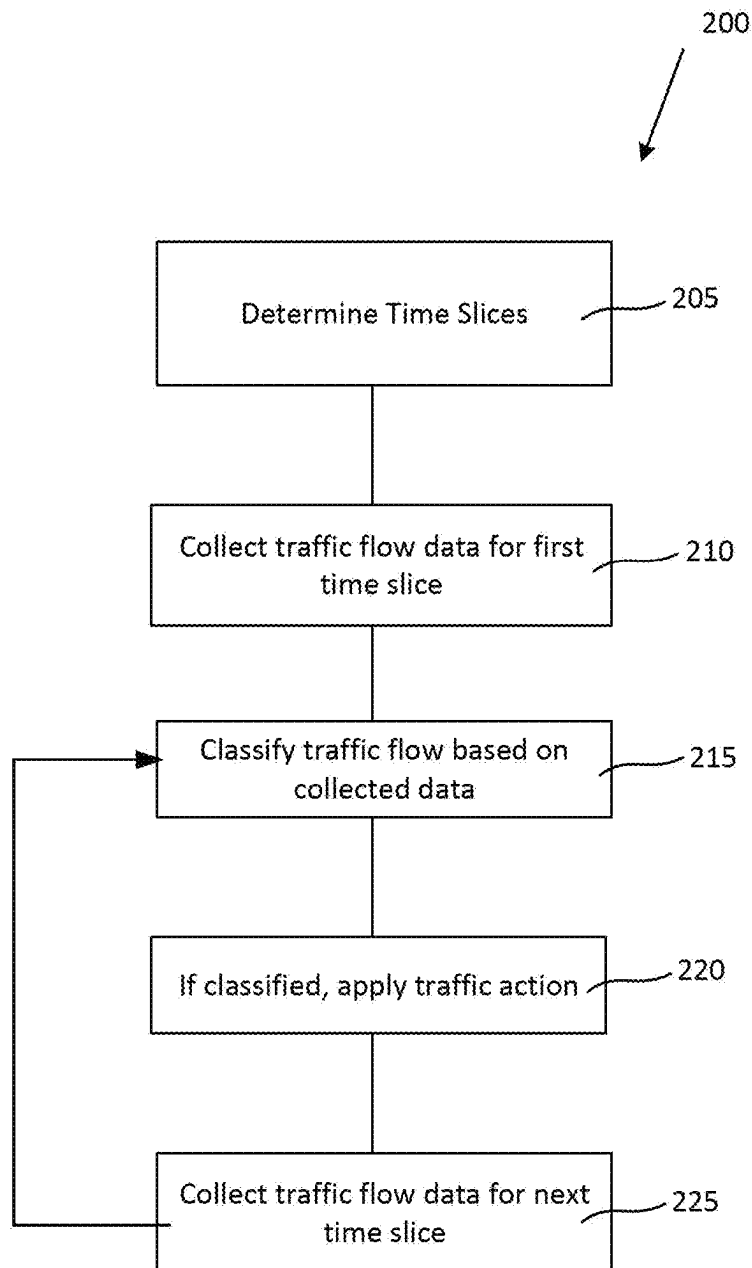 200
Determine Time Slices
205
Collect traffic flow data for first
time slice
210
Classify traffic flow based on
collected data
215
If classified, apply traffic action
220
Collect traffic flow data for next
time slice
225